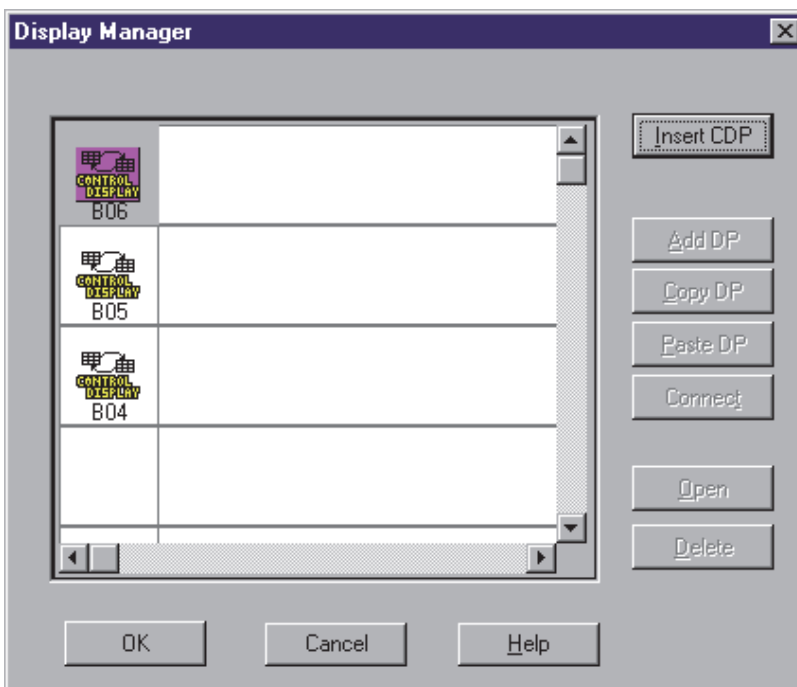 Display Manager
Insert CDP
CONTROL
DISPLAY
B06
Add DP
CONTROL
DISPLAY
B05
Copy DP
Paste DP
CONTROL
DISPLAY
B04
Connect
Open
Delete
OK
Cancel
Help